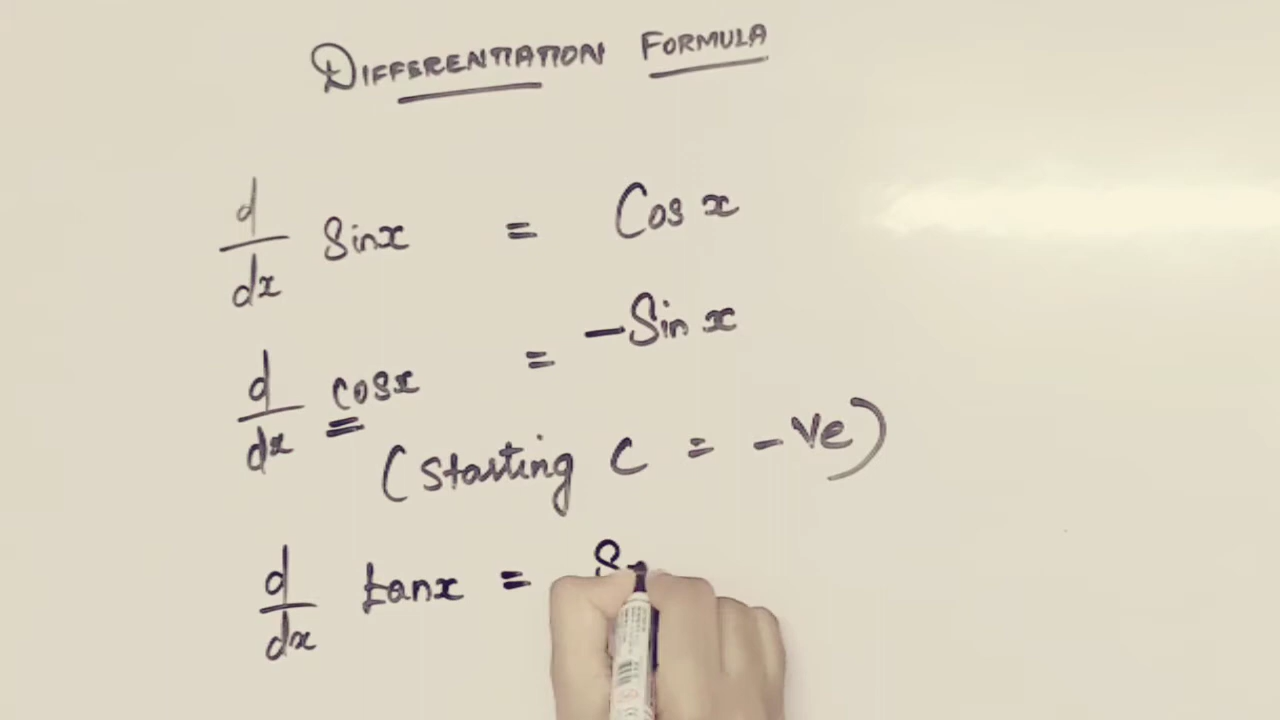 DIFFERENTIATION FORMULA
d/dx Sinx = Cos x
d/dx cosx = -Sin x
(Starting C = -ve)
d/dx tanx = S